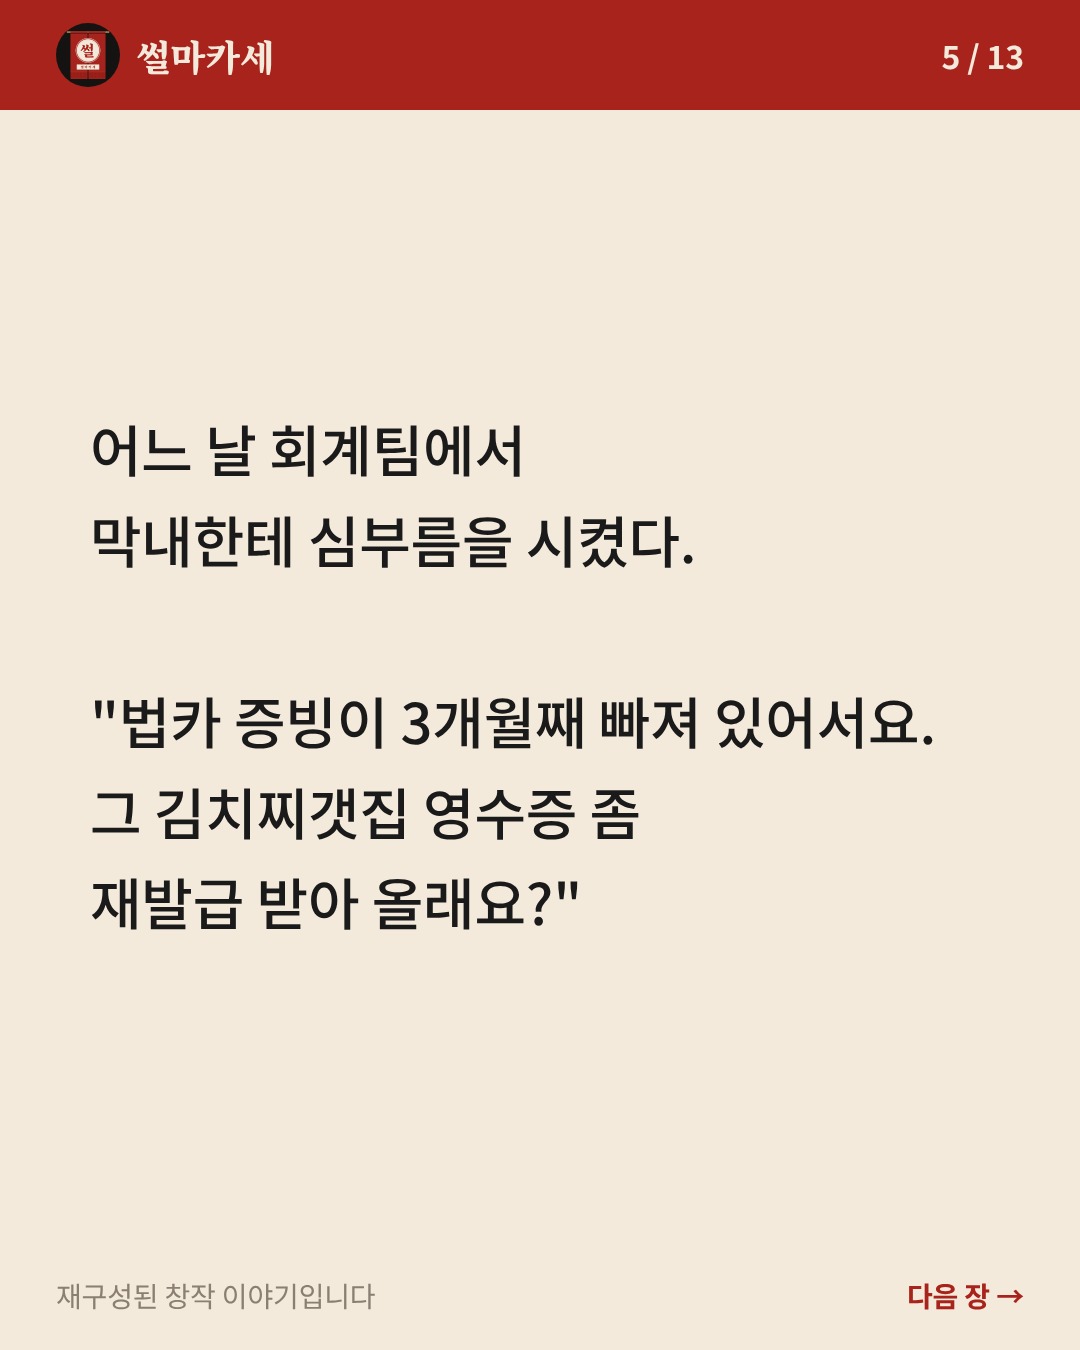 썰
썰마카세
5 / 13
어느 날 회계팀에서
막내한테 심부름을 시켰다.
"법카 증빙이 3개월째 빠져 있어서요.
그 김치찌갯집 영수증 좀
재발급 받아 올래요?"
재구성된 창작 이야기입니다
다음 장 →